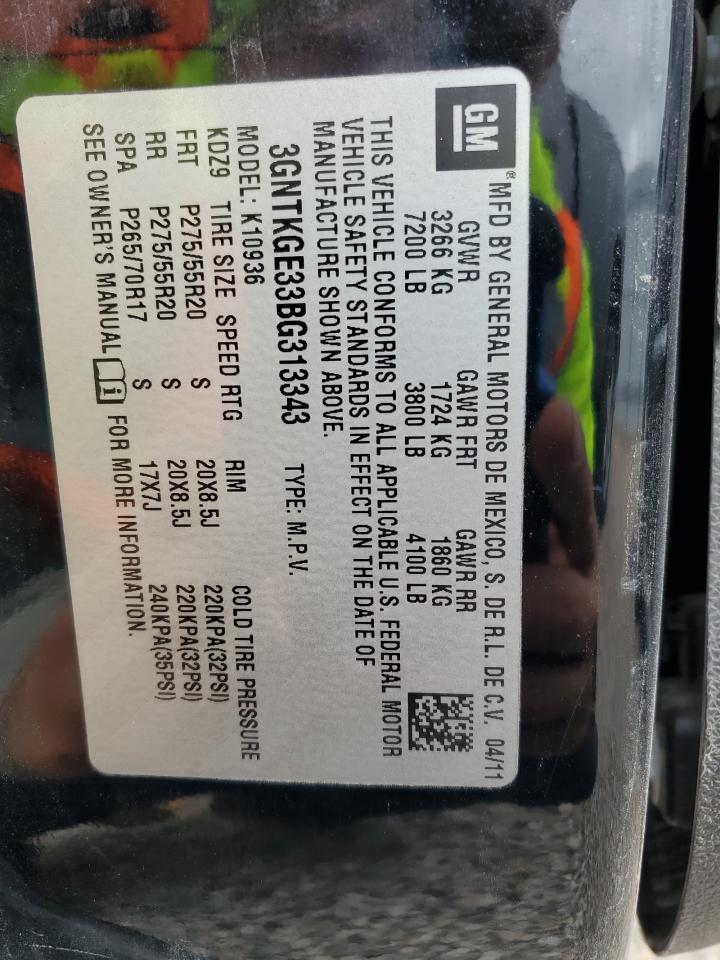 GM
® MFD BY GENERAL MOTORS DE MEXICO, S. DE R.L. DE C.V. 04/11
GVWR GAWR FRT GAWR RR
3266 KG 1724 KG 1860 KG
7200 LB 3800 LB 4100 LB
THIS VEHICLE CONFORMS TO ALL APPLICABLE U.S. FEDERAL MOTOR
VEHICLE SAFETY STANDARDS IN EFFECT ON THE DATE OF
MANUFACTURE SHOWN ABOVE.
3GNTKGE33BG313343 TYPE: M.P.V.
MODEL: K10936
KDZ9 TIRE SIZE SPEED RTG RIM COLD TIRE PRESSURE
FRT P275/55R20 S 20X8.5J 220KPA(32PSI)
RR P275/55R20 S 20X8.5J 220KPA(32PSI)
SPA P265/70R17 S 17X7J 240KPA(35PSI)
SEE OWNER'S MANUAL i FOR MORE INFORMATION.